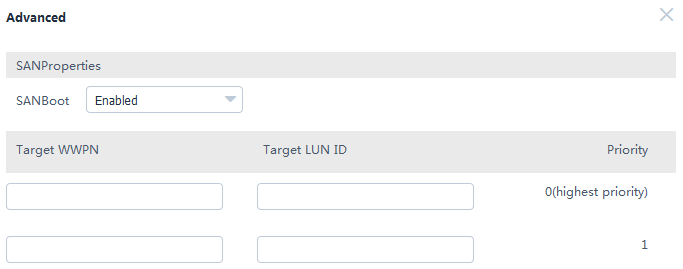 Advanced
SANProperties
SANBoot Enabled
Target WWPN Target LUN ID Priority
0(highest priority)
1